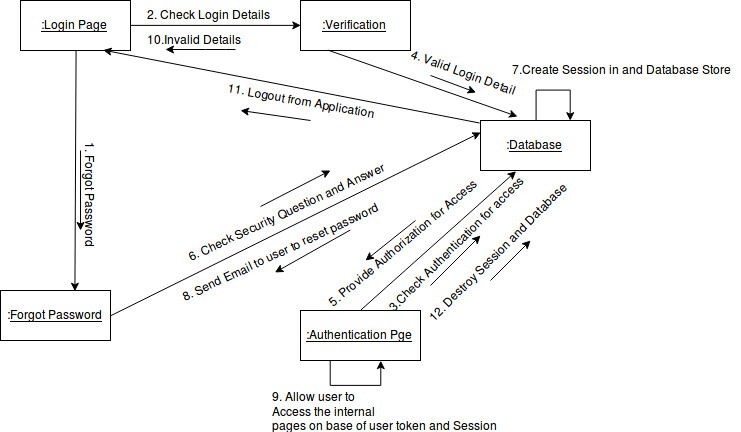 :Login Page
2. Check Login Details
:Verification
10.Invalid Details
4. Valid Login Detail
7.Create Session in and Database Store
11. Logout from Application
:Database
1. Forgot Password
6. Check Security Question and Answer
8. Send Email to user to reset password
5. Provide Authorization for Access
3.Check Authentication for access
12. Destroy Session and Database
:Forgot Password
:Authentication Pge
9. Allow user to
Access the internal
pages on base of user token and Session